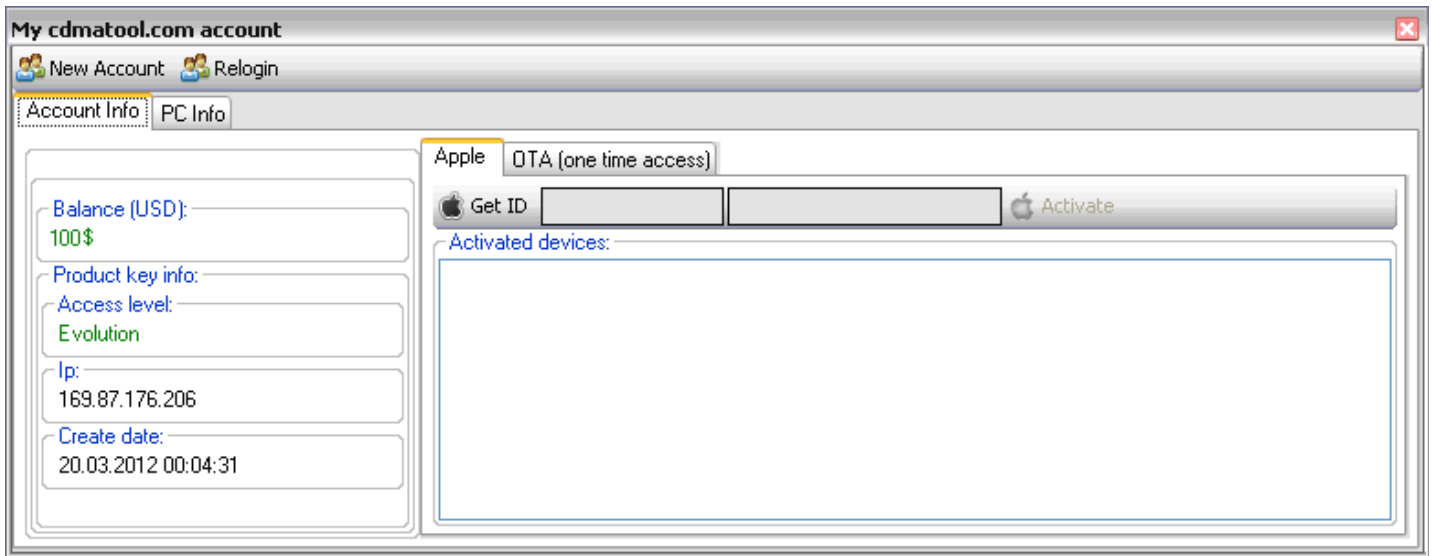 My cdmatool.com account
New Account Relogin
Account Info PC Info
Balance (USD):
100$
Product key info:
Access level:
Evolution
Ip:
169.87.176.206
Create date:
20.03.2012 00:04:31
Apple OTA (one time access)
Get ID Activate
Activated devices: